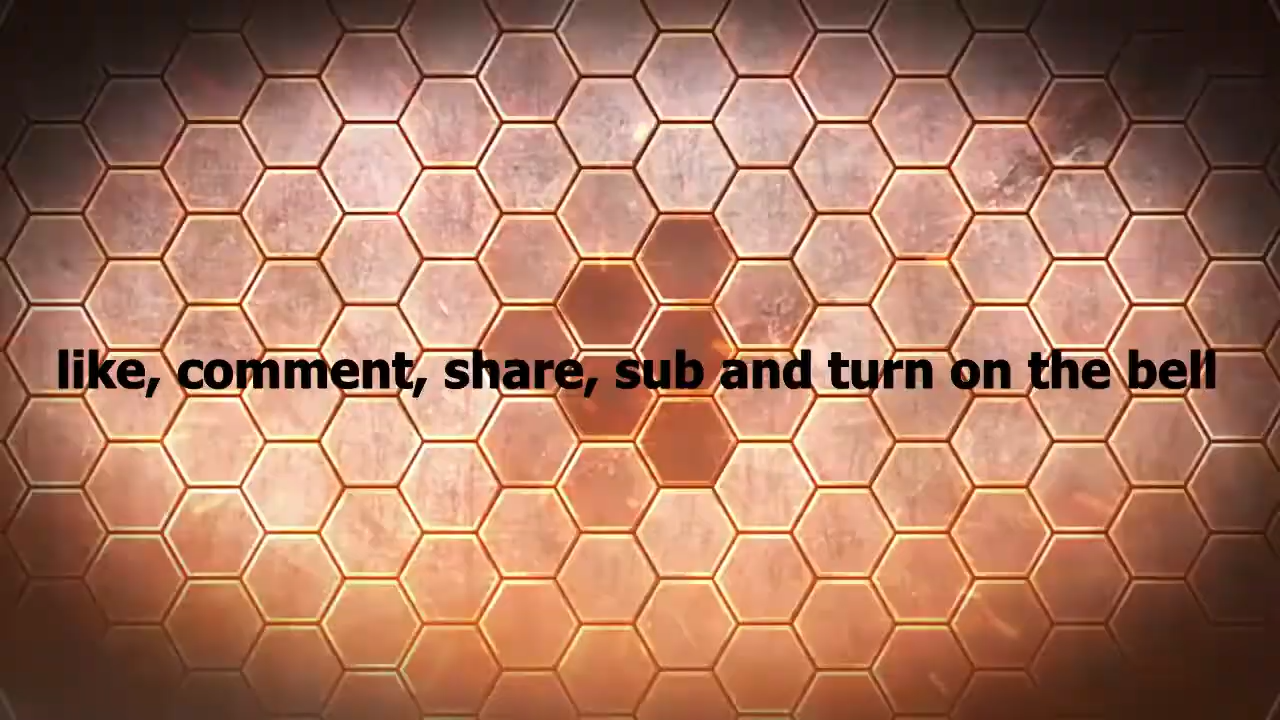 like, comment, share, sub and turn on the bell